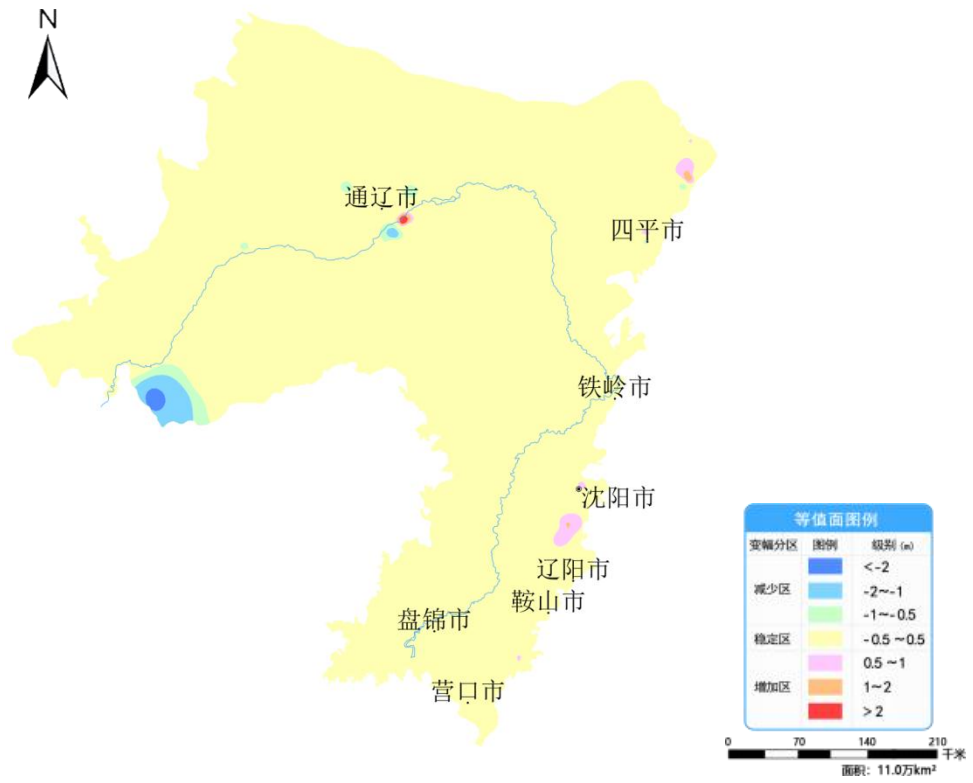 N
通辽市
四平市
铁岭市
沈阳市
辽阳市
鞍山市
盘锦市
营口市
等值面图例
变幅分区 图例 级别 (m)
减少区
<-2
-2~-1
-1~-0.5
稳定区 -0.5 ~0.5
增加区
0.5 ~1
1~2
>2
0 70 140 210
千米
面积: 11.0万km²